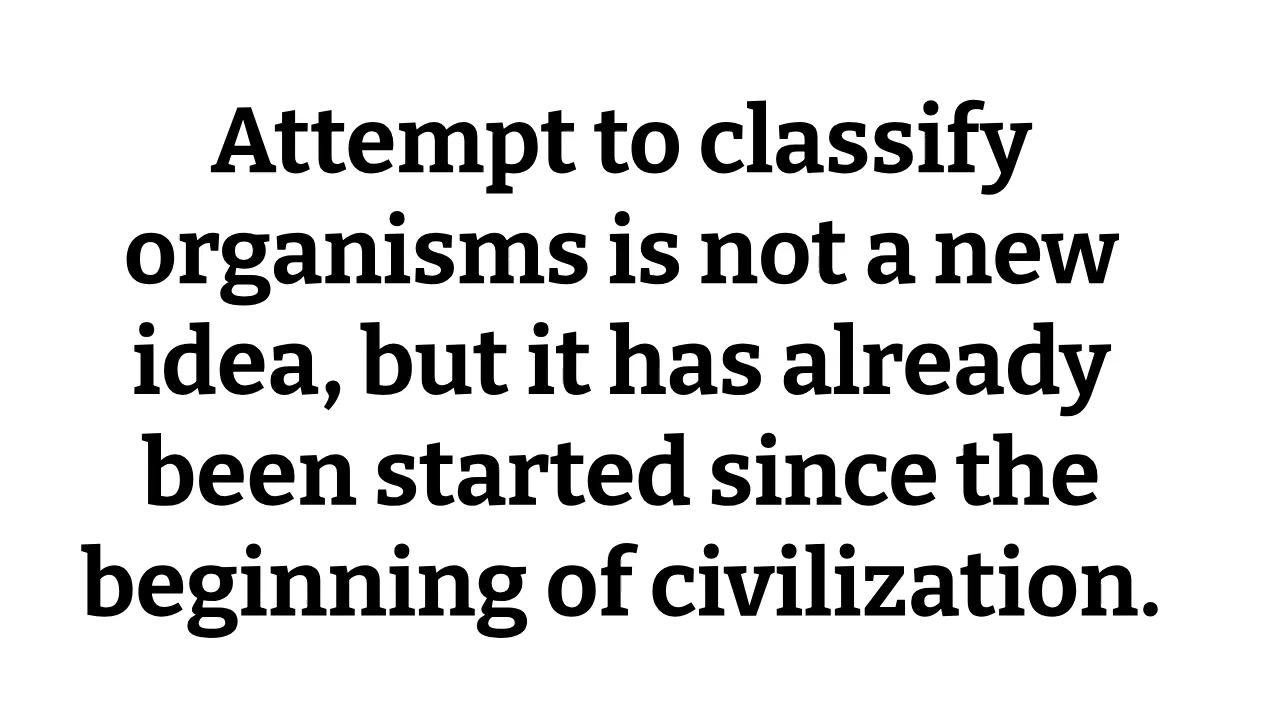 Attempt to classify
organisms is not a new
idea, but it has already
been started since the
beginning of civilization.